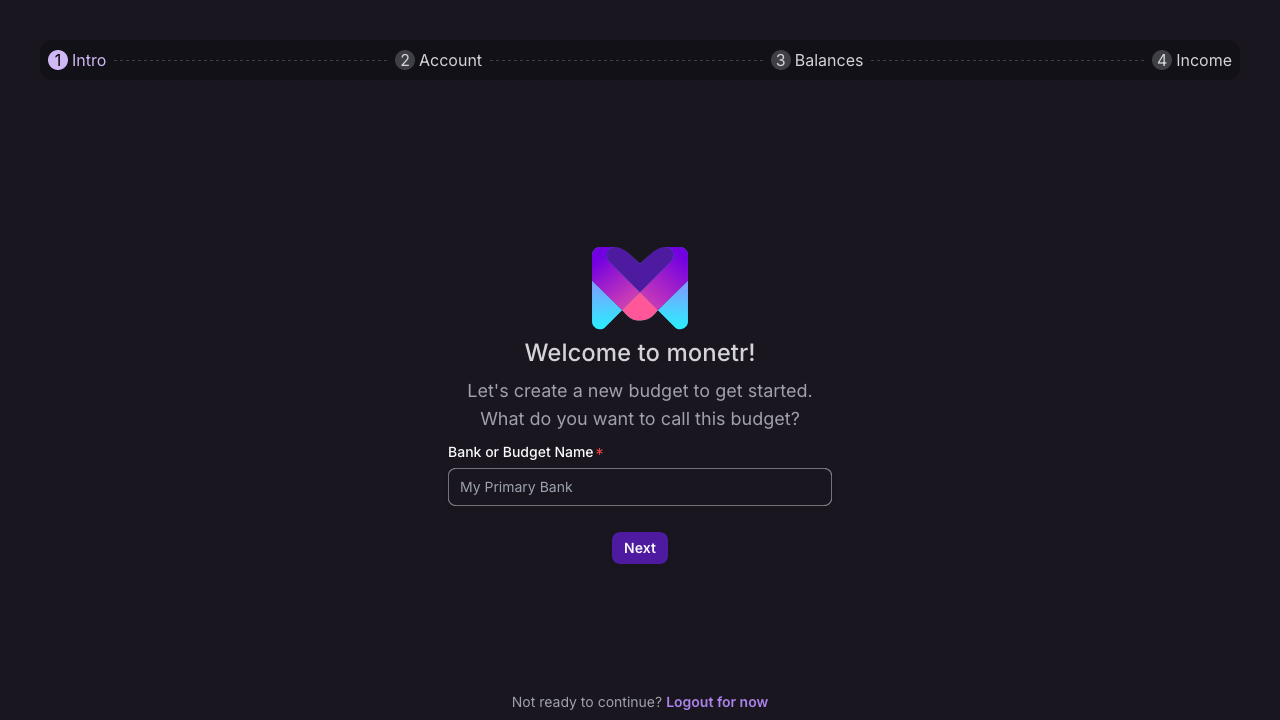 1 Intro 2 Account 3 Balances 4 Income
Welcome to monetr!
Let's create a new budget to get started.
What do you want to call this budget?
Bank or Budget Name *
My Primary Bank
Next
Not ready to continue? Logout for now